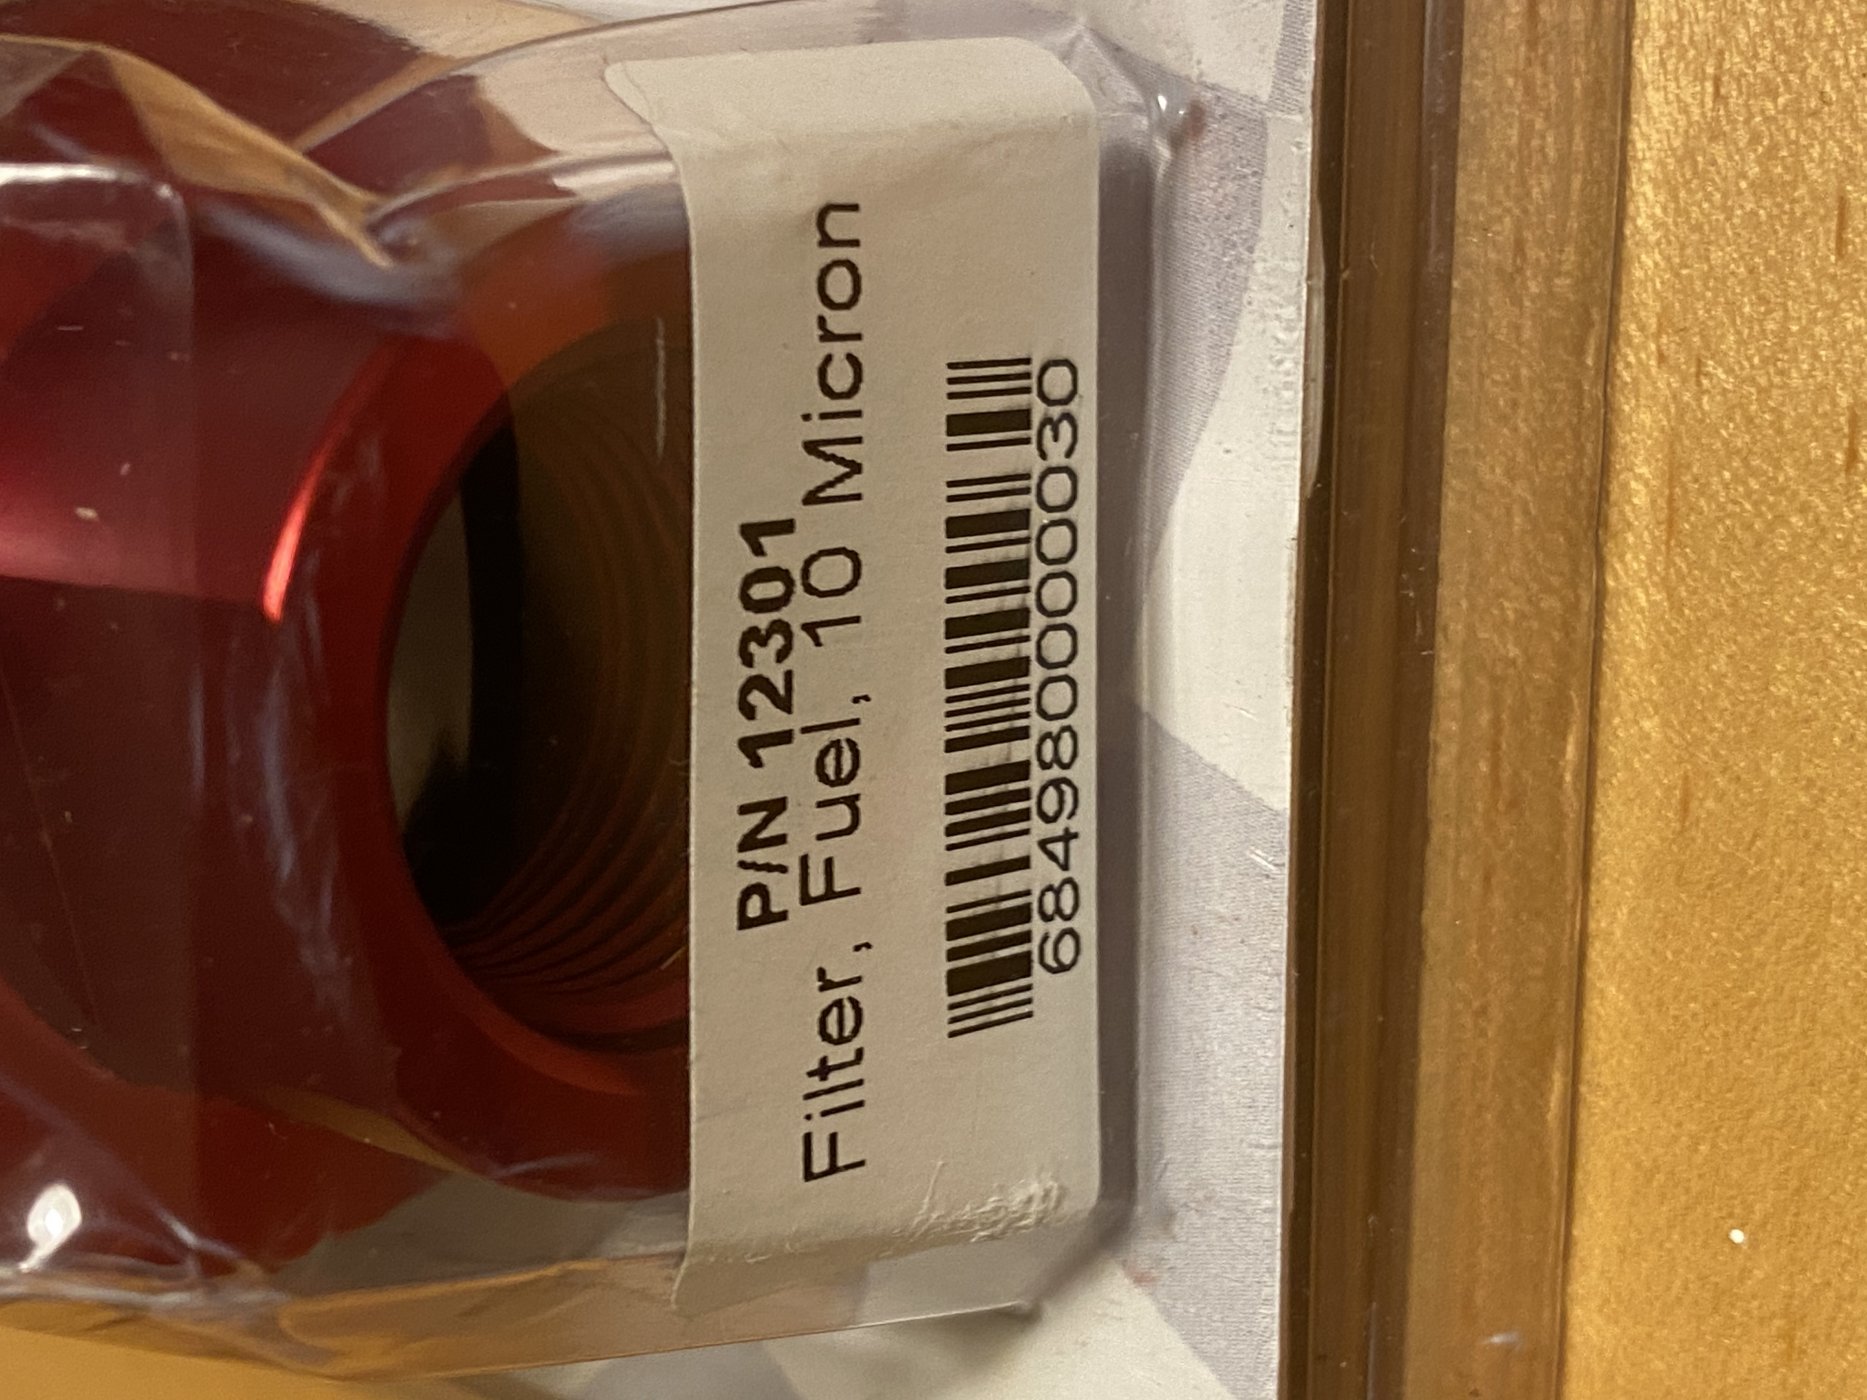 P/N 12301
Filter, Fuel, 10 Micron
684980000030